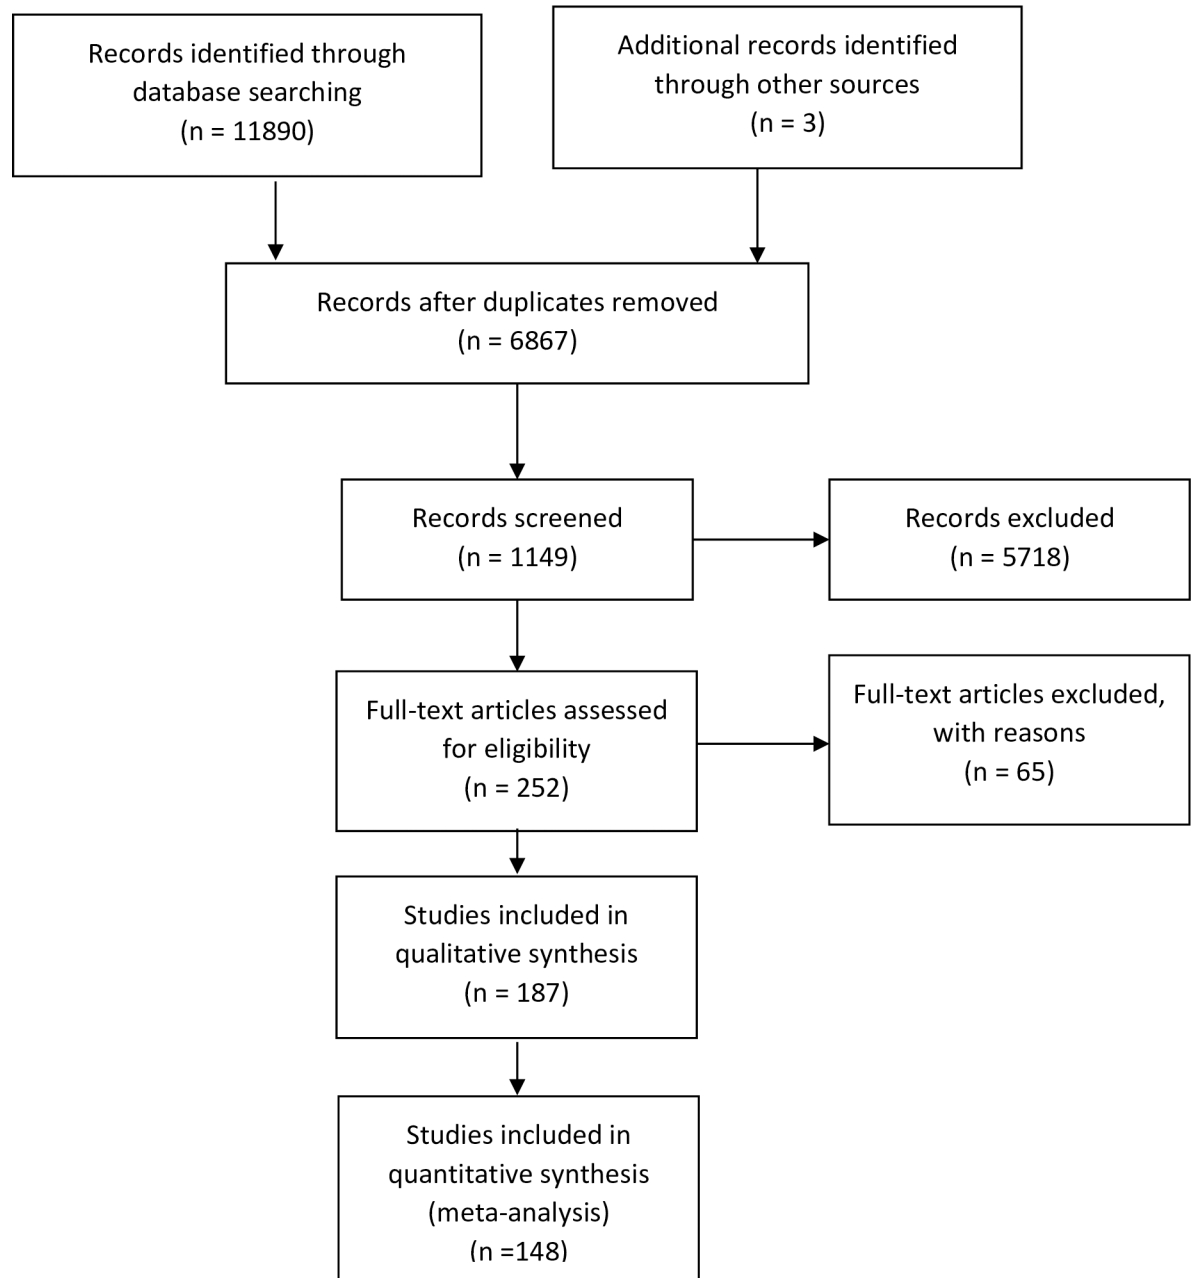 Records identified through
database searching
(n = 11890)
Additional records identified
through other sources
(n = 3)
Records after duplicates removed
(n = 6867)
Records screened
(n = 1149)
Records excluded
(n = 5718)
Full-text articles assessed
for eligibility
(n = 252)
Full-text articles excluded,
with reasons
(n = 65)
Studies included in
qualitative synthesis
(n = 187)
Studies included in
quantitative synthesis
(meta-analysis)
(n =148)